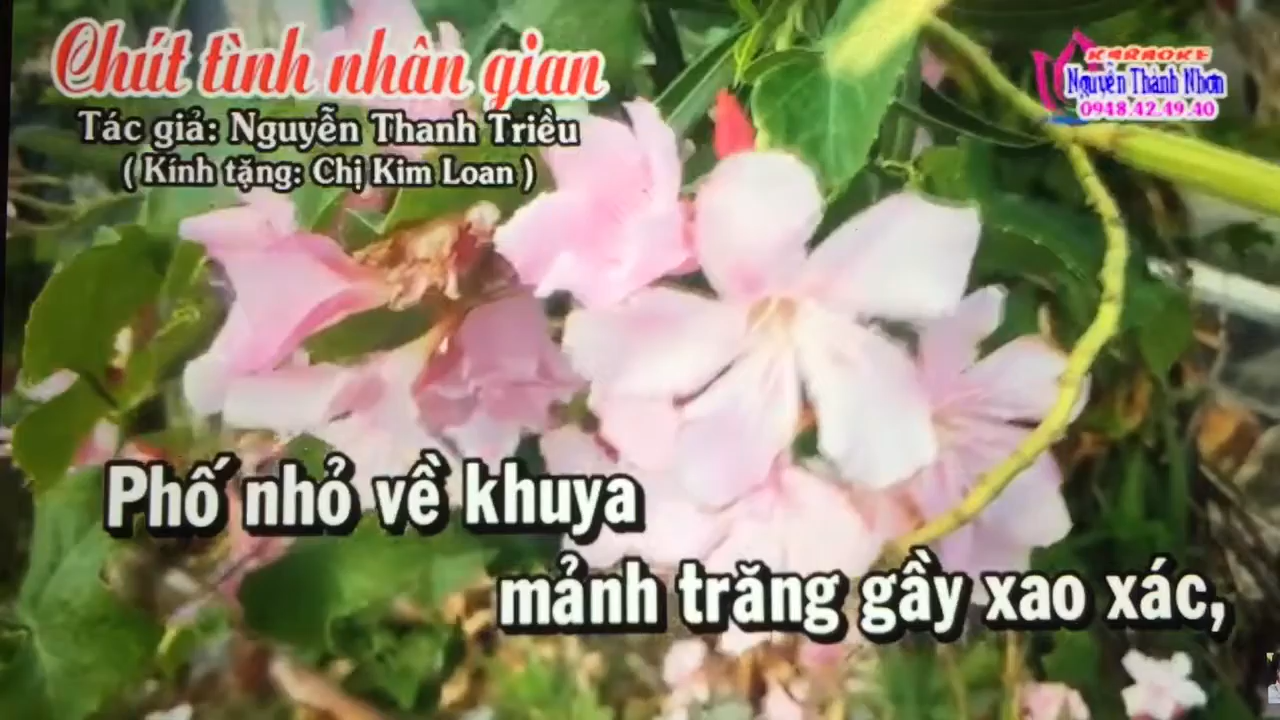 Chút tình nhân gian
Tác giả: Nguyễn Thanh Triều
( Kính tặng: Chị Kim Loan )
KARAOKE
Nguyễn Thành Nhơn
0948.42.49.40
Phố nhỏ về khuya
mảnh trăng gầy xao xác,